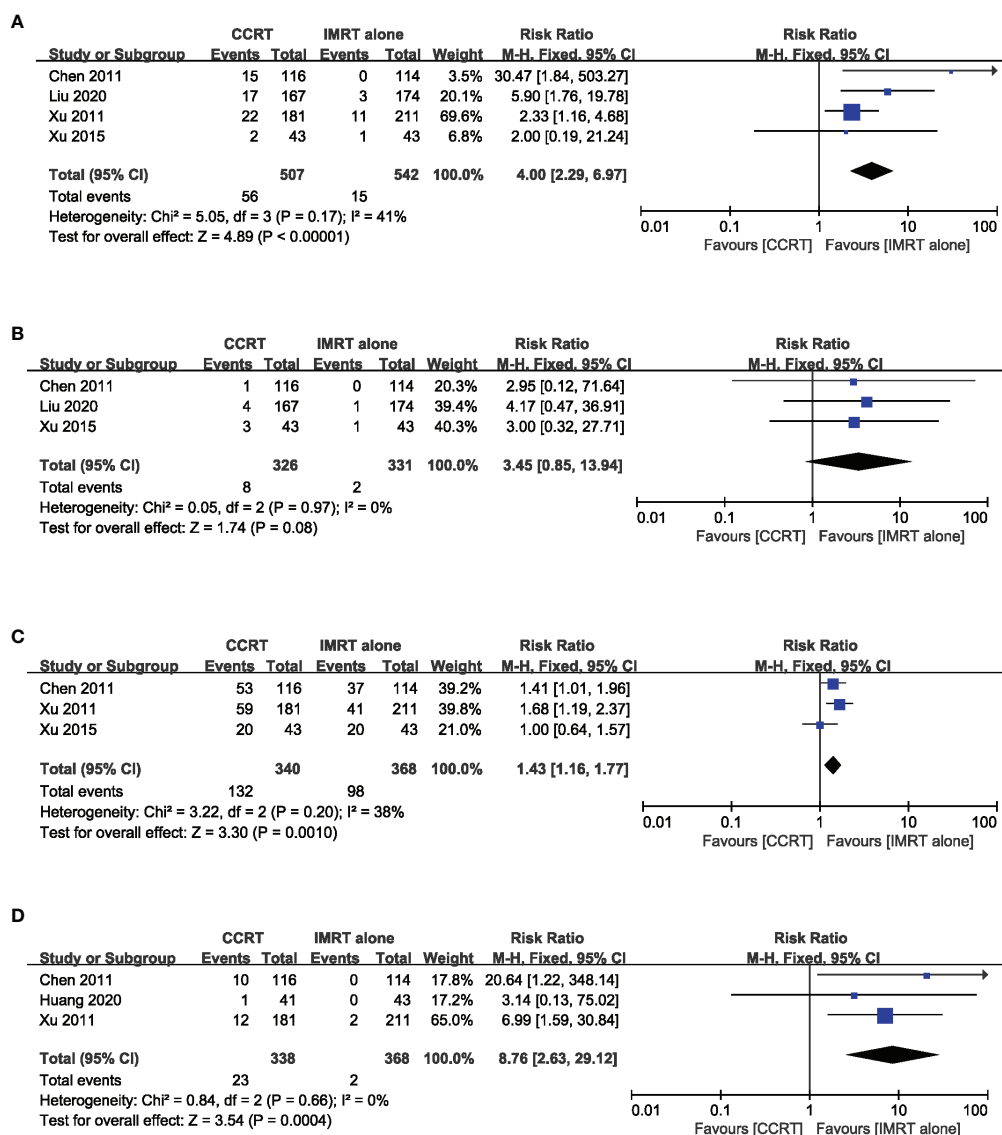 A
CCRT IMRT alone Risk Ratio Risk Ratio
Study or Subgroup Events Total Events Total Weight M-H, Fixed, 95% CI M-H, Fixed, 95% CI
Chen 2011 15 116 0 114 3.5% 30.47 [1.84, 503.27]
Liu 2020 17 167 3 174 20.1% 5.90 [1.76, 19.78]
Xu 2011 22 181 11 211 69.6% 2.33 [1.16, 4.68]
Xu 2015 2 43 1 43 6.8% 2.00 [0.19, 21.24]
Total (95% CI) 507 542 100.0% 4.00 [2.29, 6.97]
Total events 56 15
Heterogeneity: Chi² = 5.05, df = 3 (P = 0.17); I² = 41%
Test for overall effect: Z = 4.89 (P < 0.00001)
0.01 0.1 1 10 100
Favours [CCRT] Favours [IMRT alone]
B
CCRT IMRT alone Risk Ratio Risk Ratio
Study or Subgroup Events Total Events Total Weight M-H, Fixed, 95% CI M-H, Fixed, 95% CI
Chen 2011 1 116 0 114 20.3% 2.95 [0.12, 71.64]
Liu 2020 4 167 1 174 39.4% 4.17 [0.47, 36.91]
Xu 2015 3 43 1 43 40.3% 3.00 [0.32, 27.71]
Total (95% CI) 326 331 100.0% 3.45 [0.85, 13.94]
Total events 8 2
Heterogeneity: Chi² = 0.05, df = 2 (P = 0.97); I² = 0%
Test for overall effect: Z = 1.74 (P = 0.08)
0.01 0.1 1 10 100
Favours [CCRT] Favours [IMRT alone]
C
CCRT IMRT alone Risk Ratio Risk Ratio
Study or Subgroup Events Total Events Total Weight M-H, Fixed, 95% CI M-H, Fixed, 95% CI
Chen 2011 53 116 37 114 39.2% 1.41 [1.01, 1.96]
Xu 2011 59 181 41 211 39.8% 1.68 [1.19, 2.37]
Xu 2015 20 43 20 43 21.0% 1.00 [0.64, 1.57]
Total (95% CI) 340 368 100.0% 1.43 [1.16, 1.77]
Total events 132 98
Heterogeneity: Chi² = 3.22, df = 2 (P = 0.20); I² = 38%
Test for overall effect: Z = 3.30 (P = 0.0010)
0.01 0.1 1 10 100
Favours [CCRT] Favours [IMRT alone]
D
CCRT IMRT alone Risk Ratio Risk Ratio
Study or Subgroup Events Total Events Total Weight M-H, Fixed, 95% CI M-H, Fixed, 95% CI
Chen 2011 10 116 0 114 17.8% 20.64 [1.22, 348.14]
Huang 2020 1 41 0 43 17.2% 3.14 [0.13, 75.02]
Xu 2011 12 181 2 211 65.0% 6.99 [1.59, 30.84]
Total (95% CI) 338 368 100.0% 8.76 [2.63, 29.12]
Total events 23 2
Heterogeneity: Chi² = 0.84, df = 2 (P = 0.66); I² = 0%
Test for overall effect: Z = 3.54 (P = 0.0004)
0.01 0.1 1 10 100
Favours [CCRT] Favours [IMRT alone]